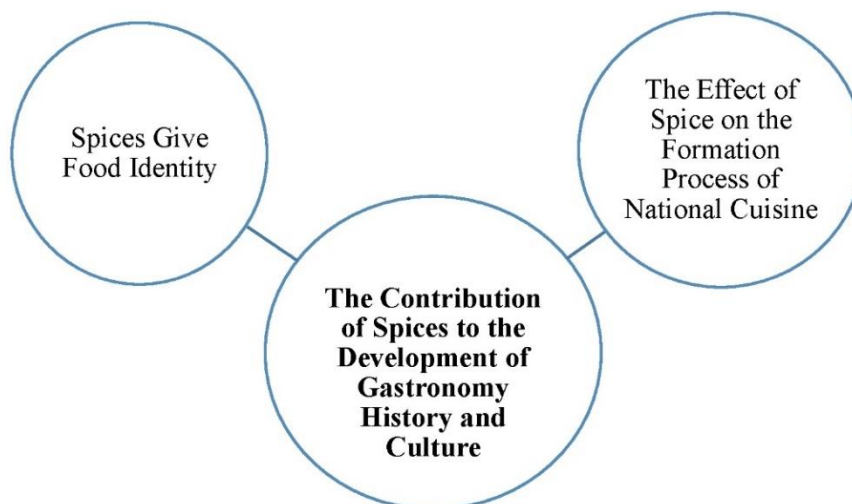 Spices Give
Food Identity
The Effect of
Spice on the
Formation
Process of
National Cuisine
The Contribution
of Spices to the
Development of
Gastronomy
History and
Culture